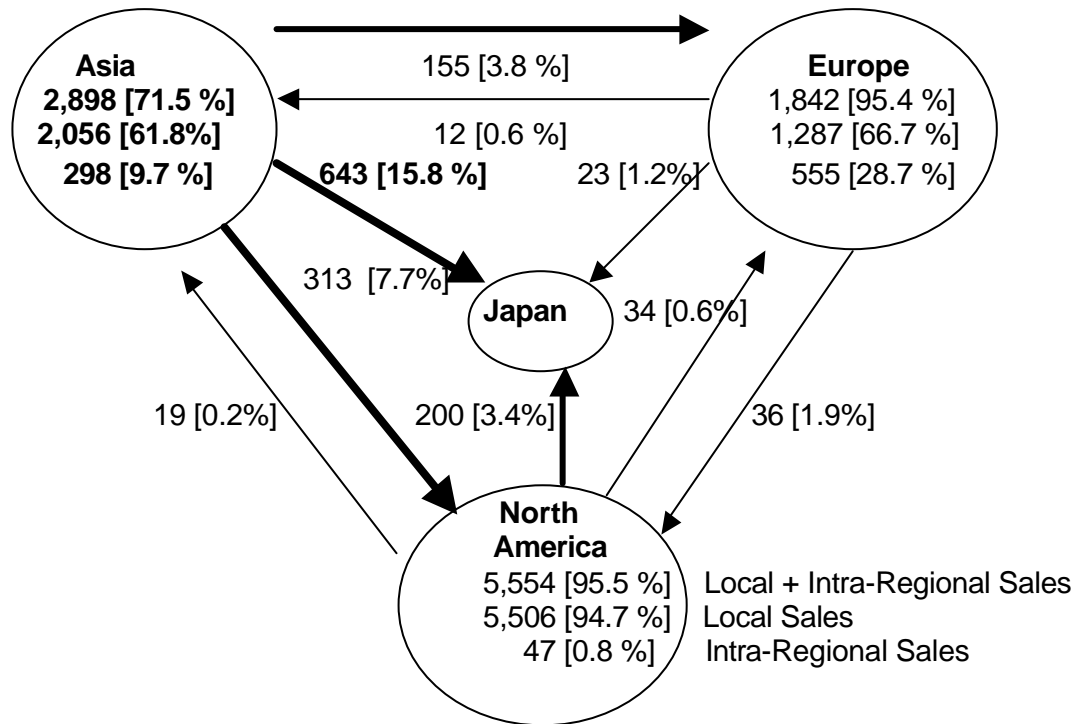 155 [3.8 %]
Asia
2,898 [71.5 %]
2,056 [61.8%]
298 [9.7 %]
Europe
1,842 [95.4 %]
1,287 [66.7 %]
555 [28.7 %]
12 [0.6 %]
643 [15.8 %]
23 [1.2%]
313 [7.7%]
Japan
34 [0.6%]
19 [0.2%]
200 [3.4%]
36 [1.9%]
North
America
5,554 [95.5 %] Local + Intra-Regional Sales
5,506 [94.7 %] Local Sales
47 [0.8 %] Intra-Regional Sales